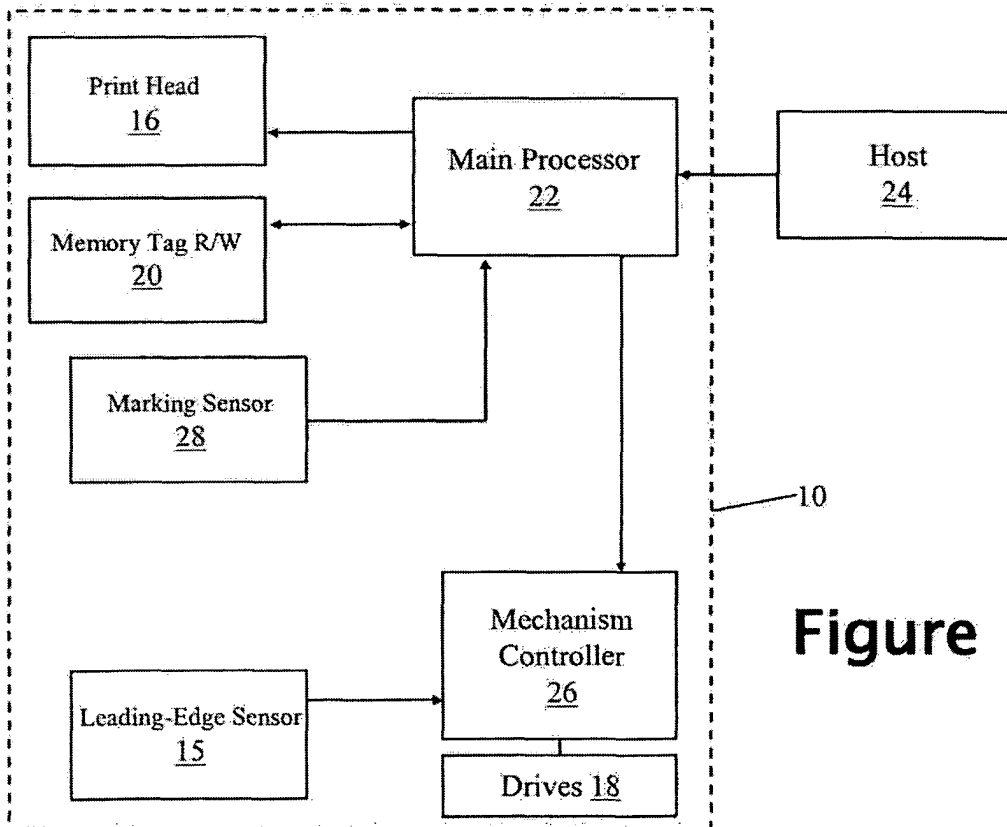 Print Head
16
Main Processor
22
Host
24
Memory Tag R/W
20
Marking Sensor
28
10
Mechanism
Controller
26
Figure
Leading-Edge Sensor
15
Drives 18